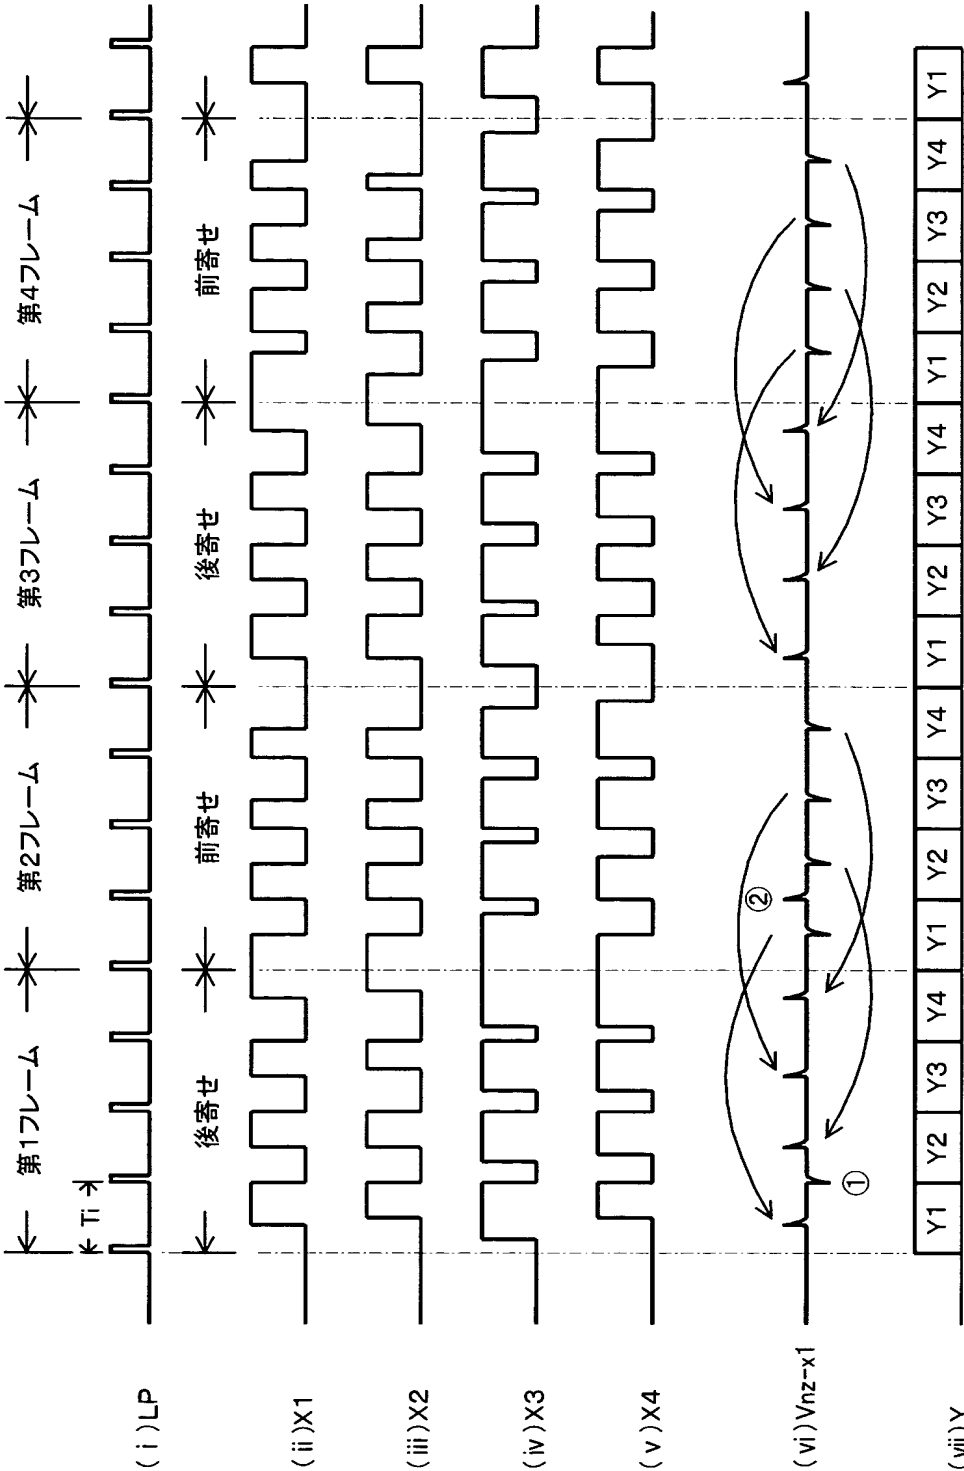 第1フレーム 第2フレーム 第3フレーム 第4フレーム
Ti
(i)LP
後寄せ 前寄せ 後寄せ 前寄せ
(ii)X1
(iii)X2
(iv)X3
(v)X4
② 
(vi)Vnz-x1
①
(vii)Y Y1 Y2 Y3 Y4 Y1 Y2 Y3 Y4 Y1 Y2 Y3 Y4 Y1 Y2 Y3 Y4 Y1